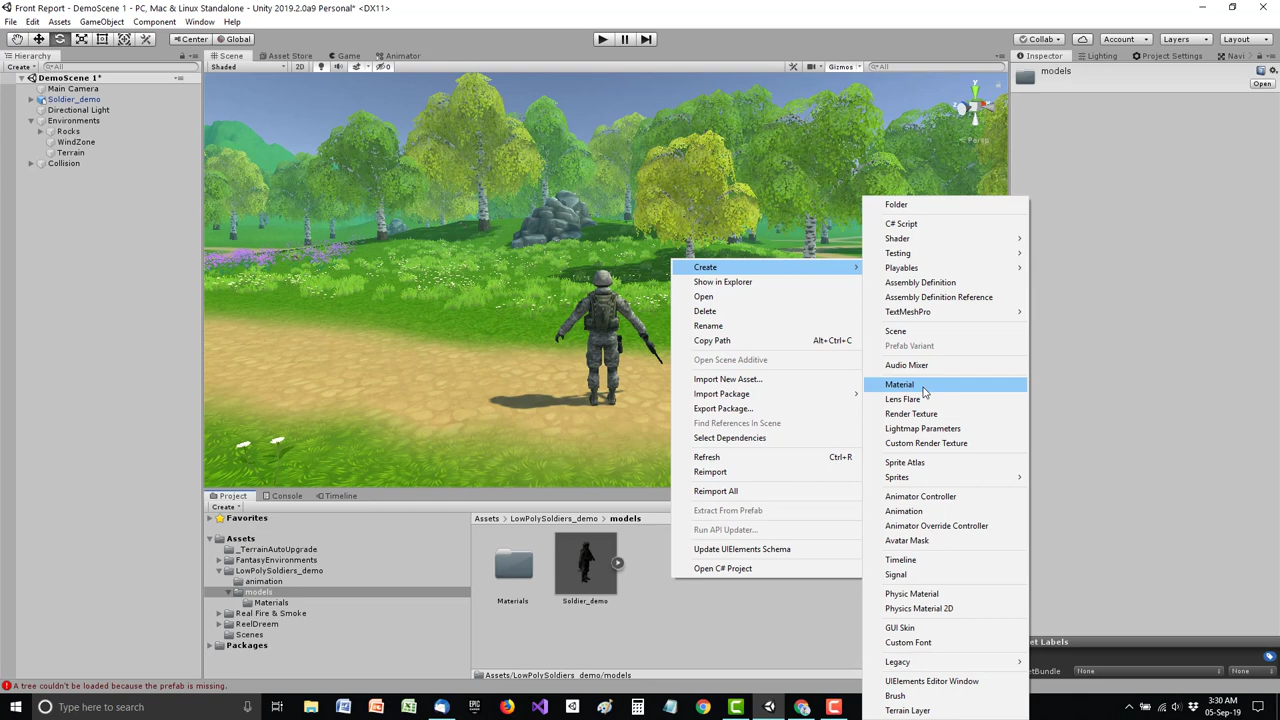 Front Report - DemoScene 1 - PC, Mac & Linux Standalone - Unity 2019.2.0a9 Personal* <DX11>
File Edit Assets GameObject Component Window Help
Center Global Collab Account Layers Layout
Hierarchy Scene Asset Store Game Animator Inspector Lighting Project Settings Navi
Create All Shaded 2D 0 Gizmos All
models
Open
DemoScene 1*
Main Camera
Soldier_demo
Directional Light
Environments
Rocks
WindZone
Terrain
Collision
y
Persp
Create
Show in Explorer
Open
Delete
Rename
Copy Path Alt+Ctrl+C
Open Scene Additive
Import New Asset...
Import Package
Export Package...
Find References In Scene
Select Dependencies
Refresh Ctrl+R
Reimport
Reimport All
Extract From Prefab
Run API Updater...
Update UIElements Schema
Open C# Project
Folder
C# Script
Shader
Testing
Playables
Assembly Definition
Assembly Definition Reference
TextMeshPro
Scene
Prefab Variant
Audio Mixer
Material
Lens Flare
Render Texture
Lightmap Parameters
Custom Render Texture
Sprite Atlas
Sprites
Animator Controller
Animation
Animator Override Controller
Avatar Mask
Timeline
Signal
Physic Material
Physics Material 2D
GUI Skin
Custom Font
Legacy
UIElements Editor Window
Brush
Terrain Layer
Project Console Timeline
Create
Favorites
Assets
_TerrainAutoUpgrade
FantasyEnvironments
LowPolySoldiers_demo
animation
models
Materials
Real Fire & Smoke
ReelDreem
Scenes
Packages
Assets LowPolySoldiers_demo models
Materials
Soldier_demo
Assets/LowPolySoldiers_demo/models
et Labels
etBundle None None
A tree couldn't be loaded because the prefab is missing.
Type here to search
3:30 AM
05-Sep-19